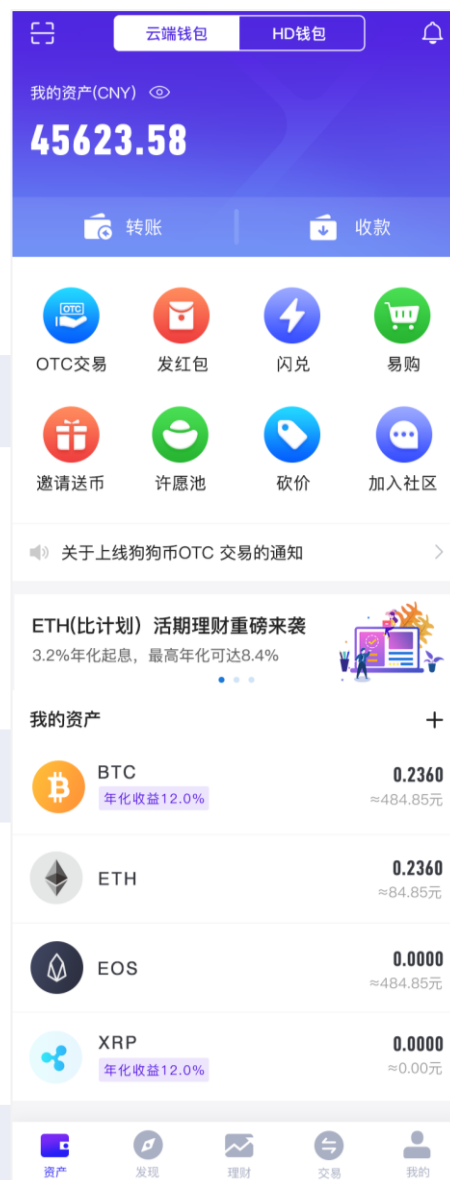 云端钱包
HD钱包
我的资产(CNY)
45623.58
转账
收款
OTC
OTC交易
发红包
闪兑
易购
邀请送币
许愿池
砍价
加入社区
关于上线狗狗币OTC 交易的通知
ETH(比计划）活期理财重磅来袭
3.2%年化起息，最高年化可达8.4%
我的资产
BTC
0.2360
年化收益12.0%
≈484.85元
ETH
0.2360
≈84.85元
EOS
0.0000
≈484.85元
XRP
0.0000
年化收益12.0%
≈0.00元
资产
发现
理财
交易
我的